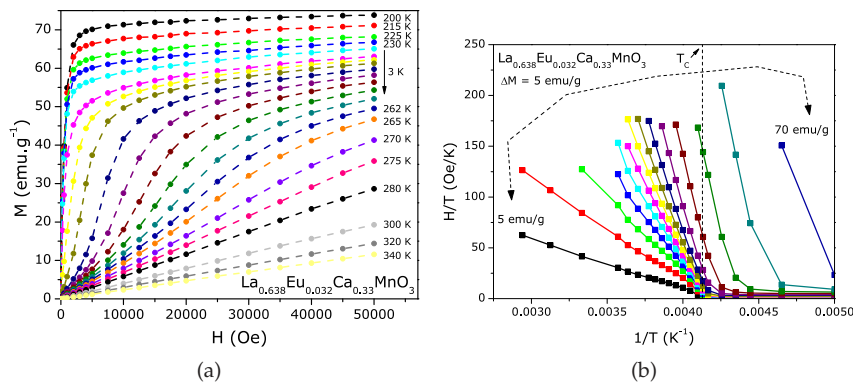 200 K
215 K
225 K
230 K
3 K
262 K
265 K
270 K
275 K
280 K
300 K
320 K
340 K
La0.638Eu0.032Ca0.33MnO3
70
60
50
40
30
20
10
0
M (emu.g-1)
0 10000 20000 30000 40000 50000
H (Oe)
(a)
La0.638Eu0.032Ca0.33MnO3
TC
ΔM = 5 emu/g
70 emu/g
5 emu/g
250
200
150
100
50
0
H/T (Oe/K)
0.0030 0.0035 0.0040 0.0045 0.0050
1/T (K-1)
(b)